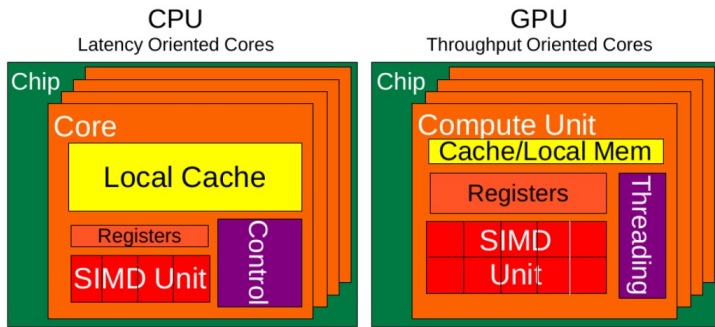 CPU
Latency Oriented Cores
Chip
Core
Local Cache
Registers
SIMD Unit
Control
GPU
Throughput Oriented Cores
Chip
Compute Unit
Cache/Local Mem
Registers
SIMD
Unit
Threading